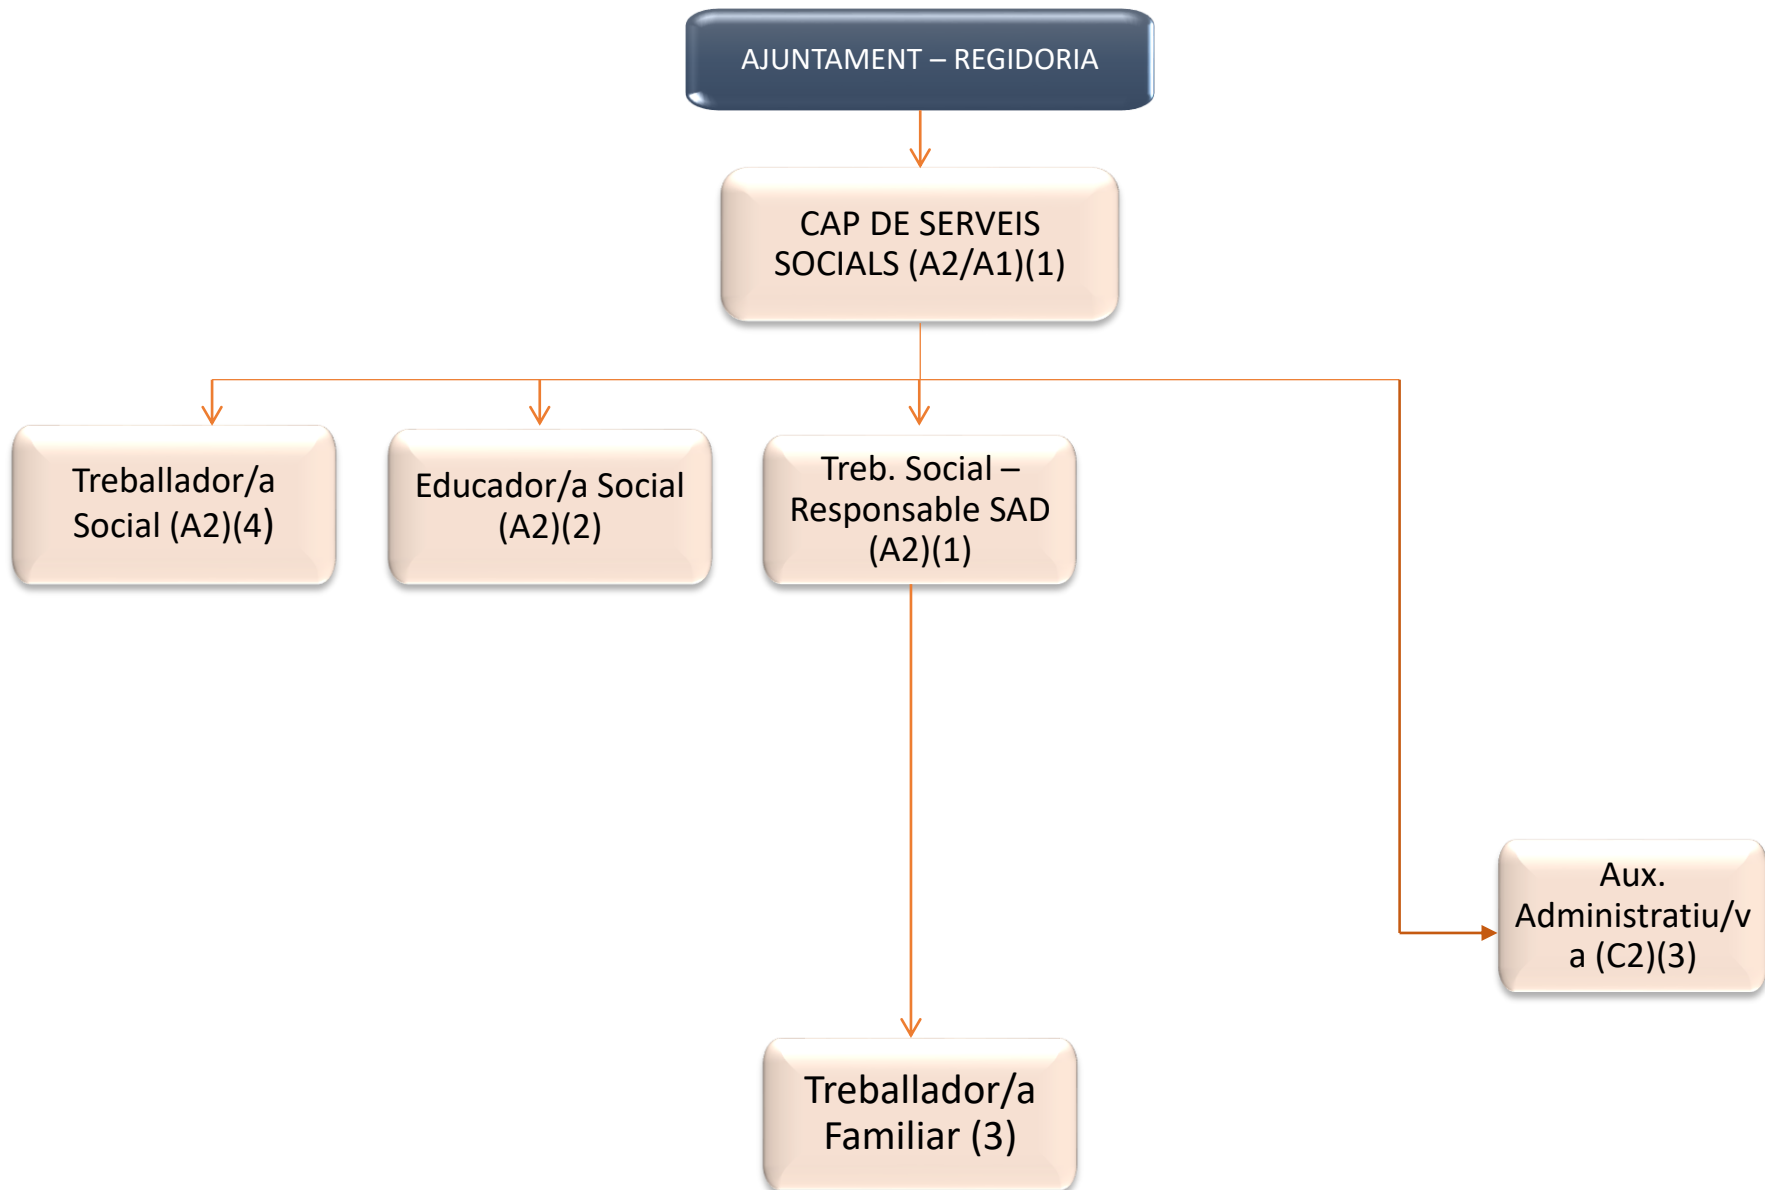 AJUNTAMENT – REGIDORIA
CAP DE SERVEIS
SOCIALS (A2/A1)(1)
Treballador/a
Social (A2)(4)
Educador/a Social
(A2)(2)
Treb. Social –
Responsable SAD
(A2)(1)
Aux.
Administratiu/v
a (C2)(3)
Treballador/a
Familiar (3)